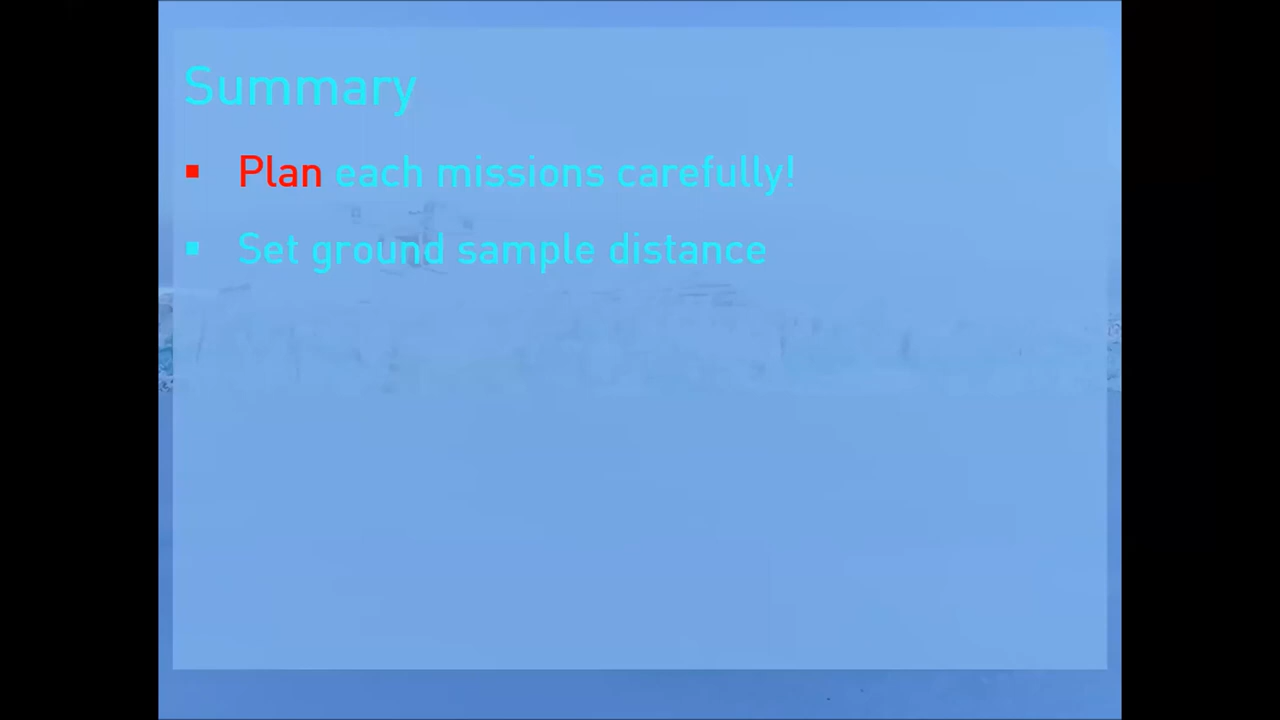 Summary
▪ Plan each missions carefully!
▪ Set ground sample distance